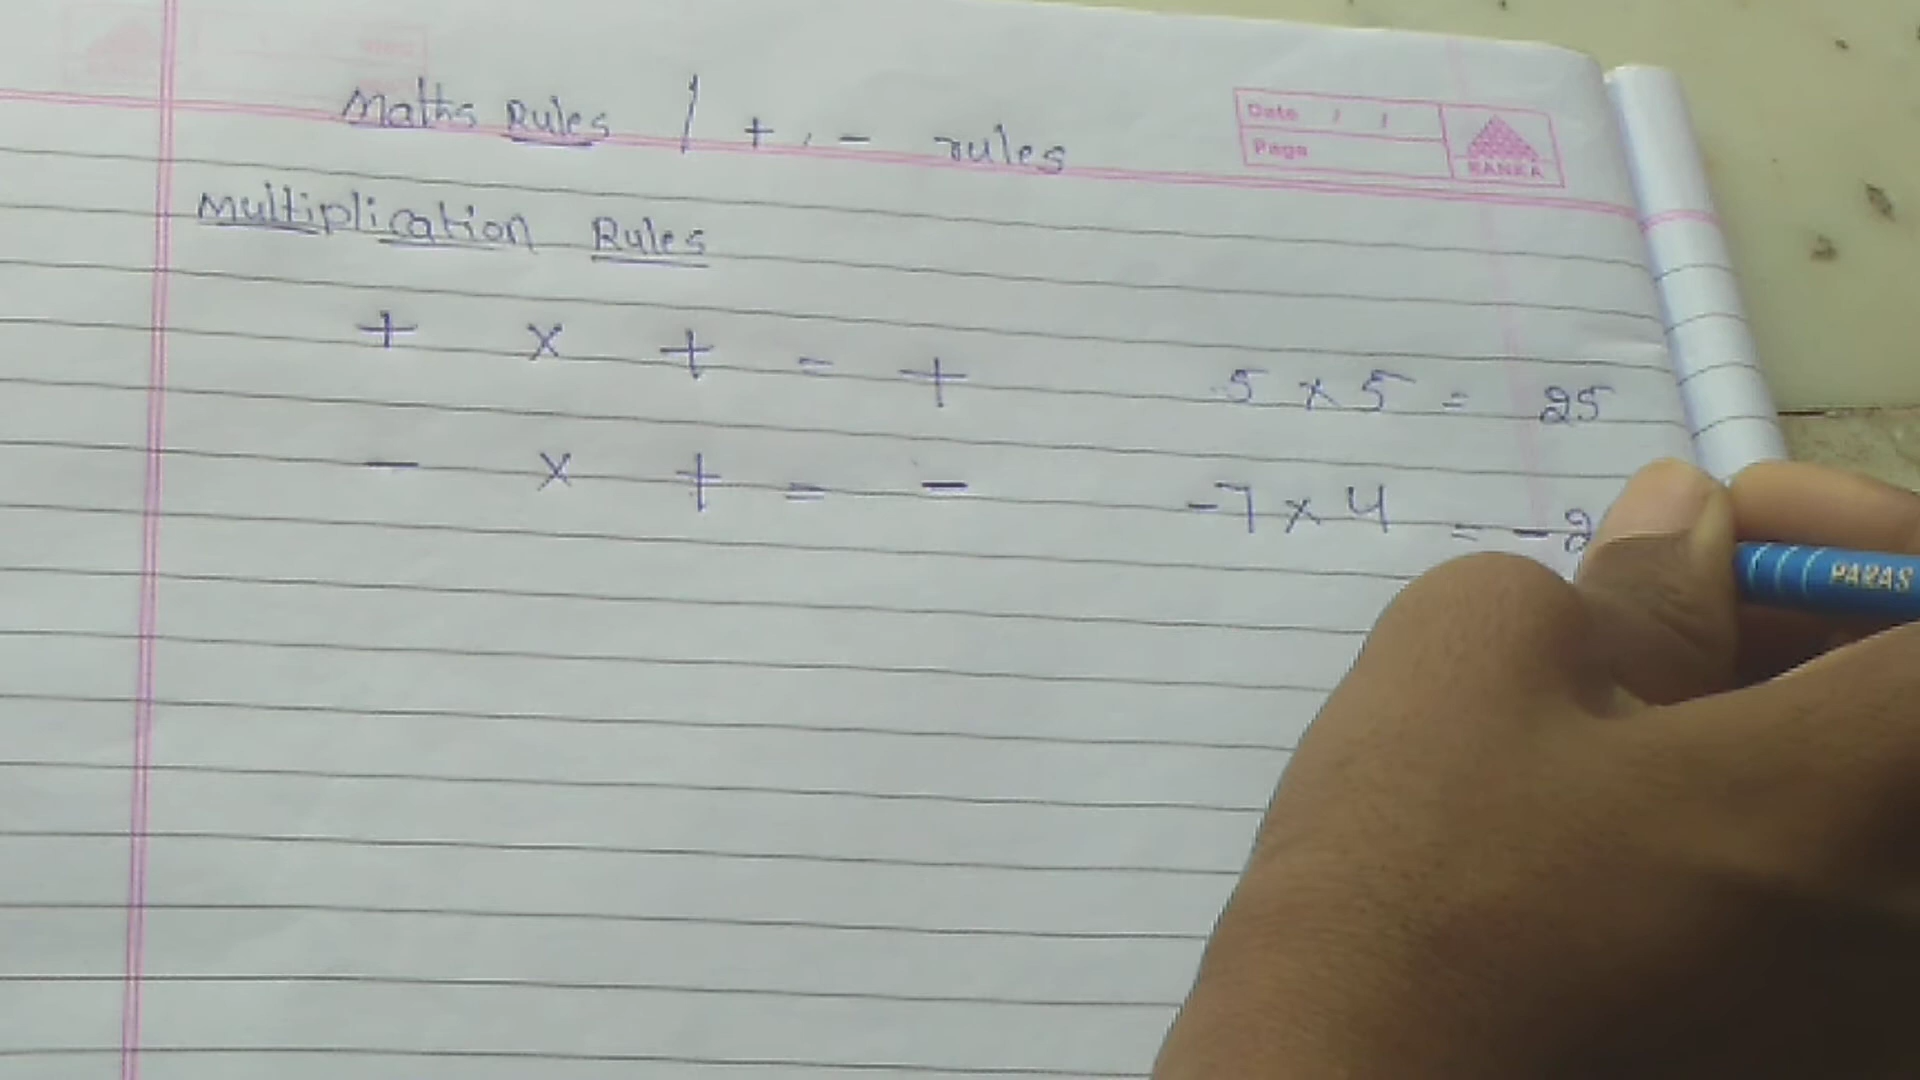 Maths Rules / + , - rules
Date / /
Page
RANKA
Multiplication Rules
+ × + = + 5 × 5 = 25
- × + = - -7 × 4 = -2
PARAS